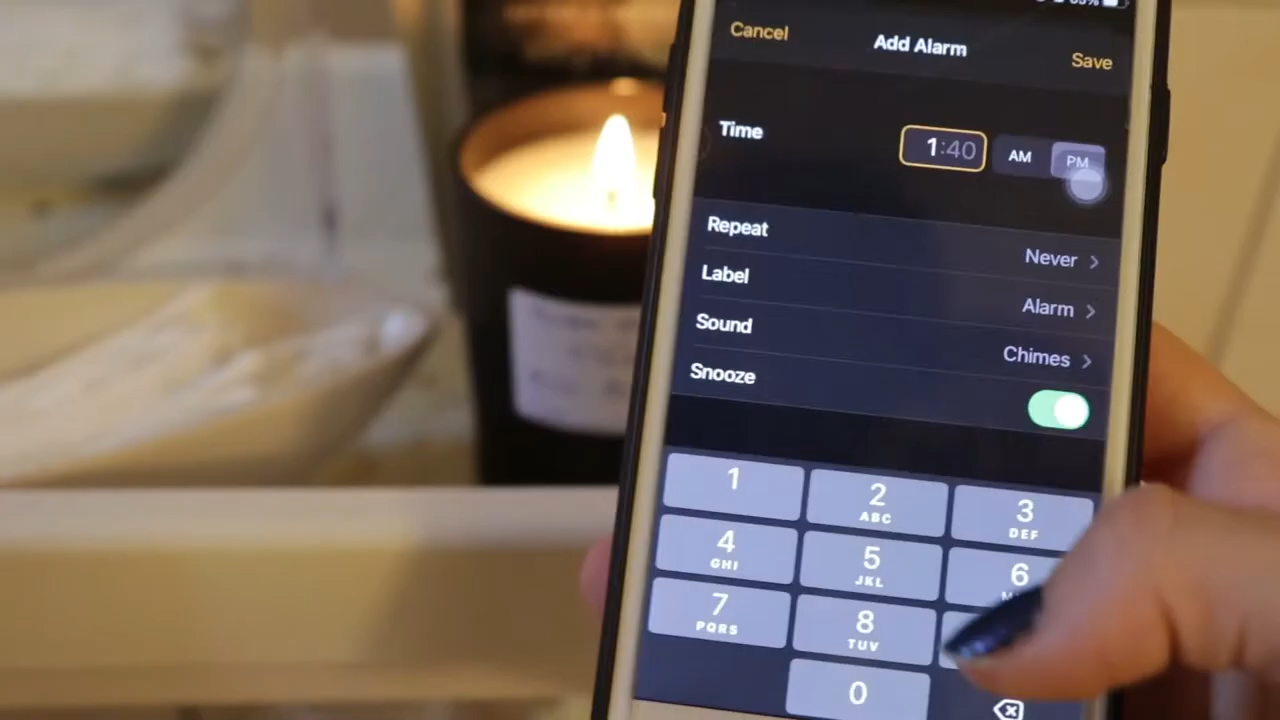 Cancel
Add Alarm
Save
Time
1:40
AM
PM
Repeat
Never
Label
Alarm
Sound
Chimes
Snooze
1
2
ABC
3
DEF
4
GHI
5
JKL
6
7
PQRS
8
TUV
0